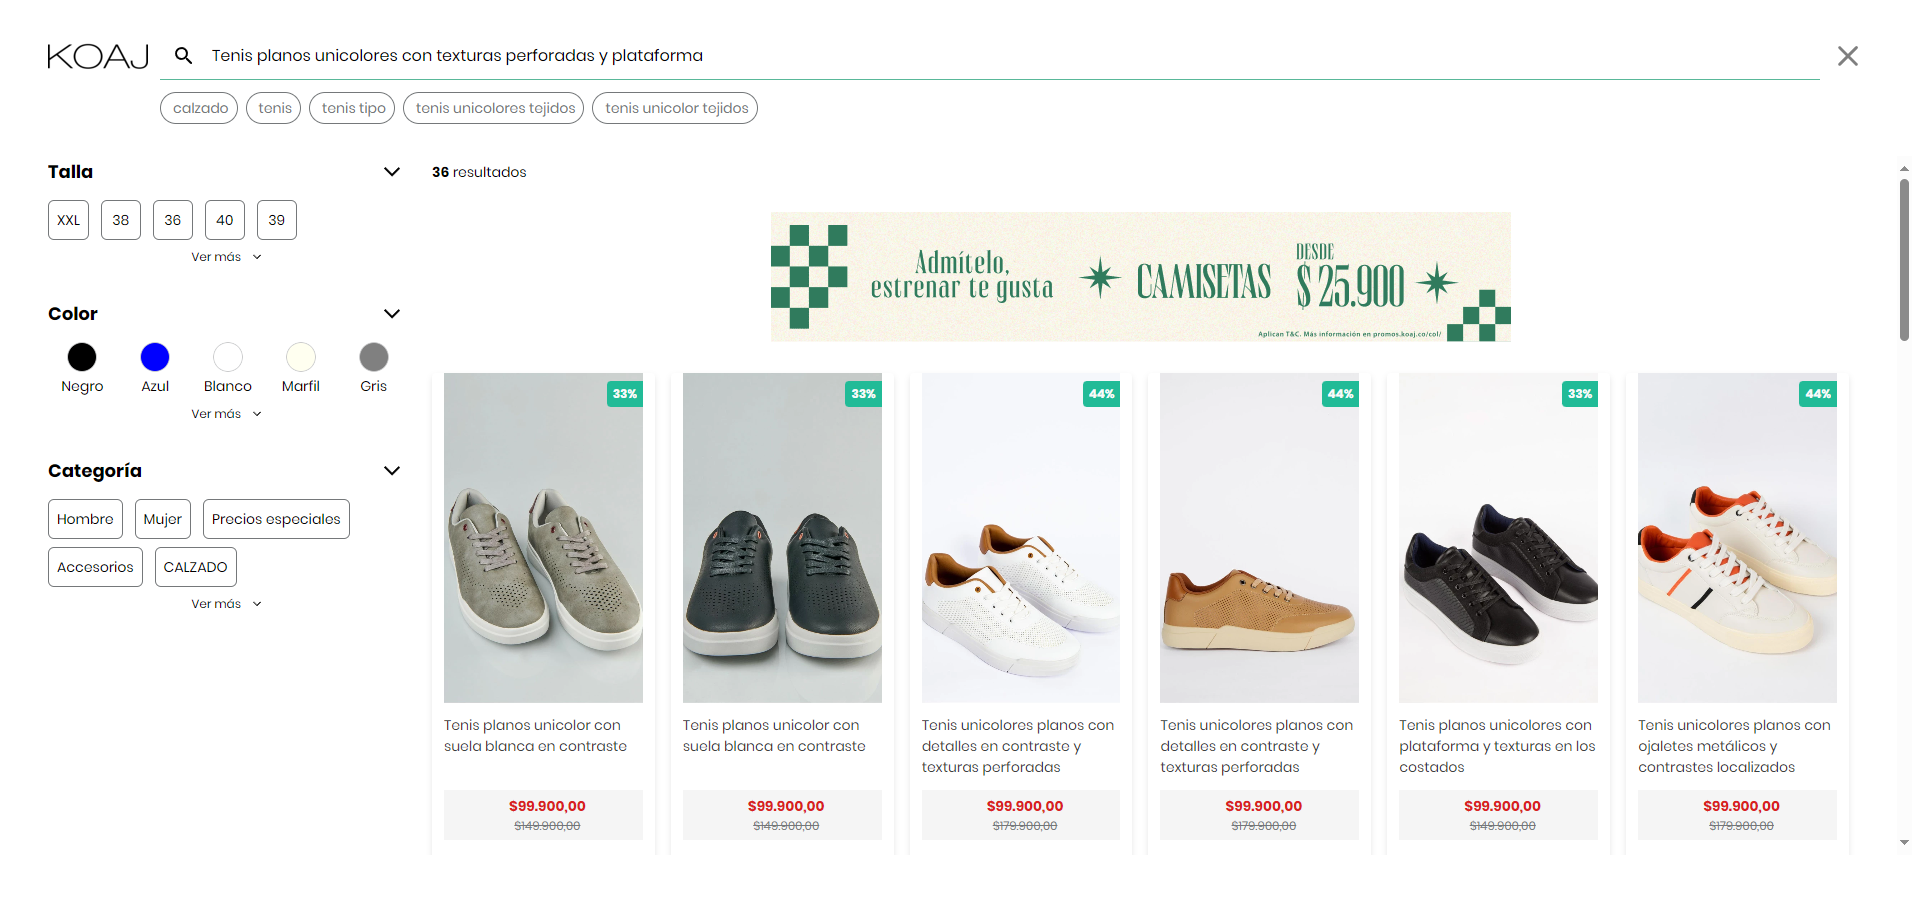 KOAJ
Tenis planos unicolores con texturas perforadas y plataforma
calzado
tenis
tenis tipo
tenis unicolores tejidos
tenis unicolor tejidos
Talla
XXL
38
36
40
39
Ver más
Color
Negro
Azul
Blanco
Marfil
Gris
Ver más
Categoría
Hombre
Mujer
Precios especiales
Accesorios
CALZADO
Ver más
36 resultados
Admítelo,
estrenar te gusta
CAMISETAS
DESDE
$ 25.900
Aplican T&C. Más información en promos.koaj.co/col/
33%
Tenis planos unicolor con
suela blanca en contraste
$99.900,00
$149.900,00
33%
Tenis planos unicolor con
suela blanca en contraste
$99.900,00
$149.900,00
44%
Tenis unicolores planos con
detalles en contraste y
texturas perforadas
$99.900,00
$179.900,00
44%
Tenis unicolores planos con
detalles en contraste y
texturas perforadas
$99.900,00
$179.900,00
33%
Tenis planos unicolores con
plataforma y texturas en los
costados
$99.900,00
$149.900,00
44%
Tenis unicolores planos con
ojaletes metálicos y
contrastes localizados
$99.900,00
$179.900,00